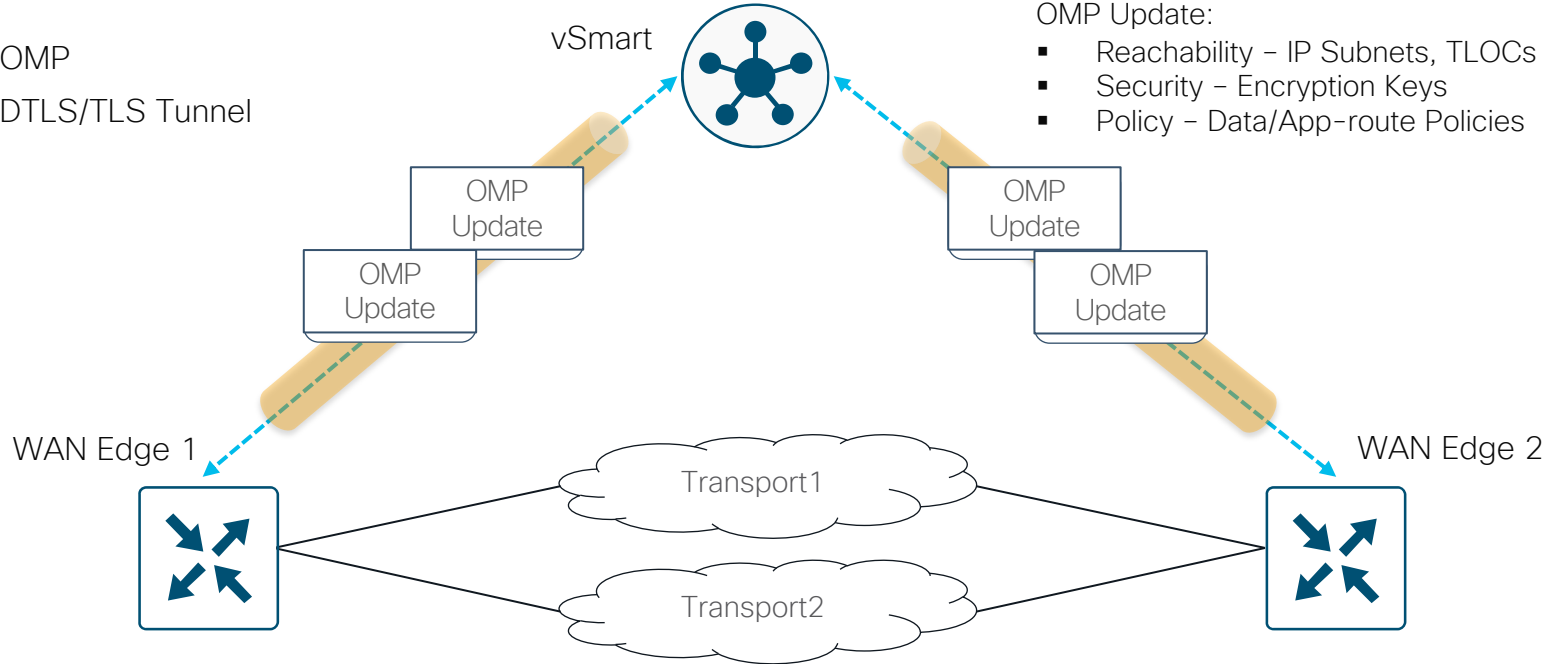 OMP
DTLS/TLS Tunnel
vSmart
OMP Update:
▪ Reachability – IP Subnets, TLOCs
▪ Security – Encryption Keys
▪ Policy – Data/App-route Policies
OMP
Update
OMP
Update
OMP
Update
OMP
Update
WAN Edge 1
WAN Edge 2
Transport1
Transport2